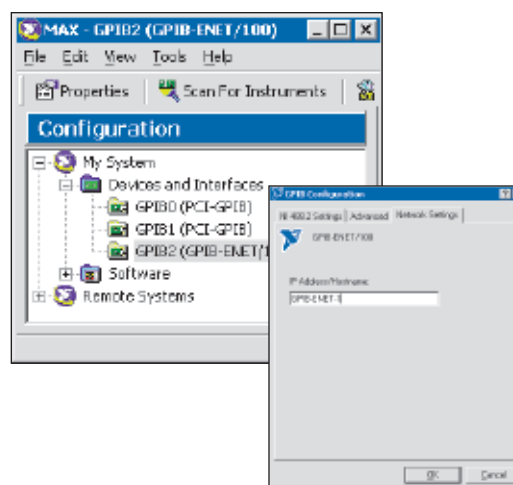 MAX - GPIB2 (GPIB-ENET/100)
File Edit View Tools Help
Properties Scan For Instruments
Configuration
My System
Devices and Interfaces
GPIB0 (PCI-GPIB)
GPIB1 (PCI-GPIB)
GPIB2 (GPIB-ENET/1
Software
Remote Systems
GPIB Configuration
NI-488.2 Settings Advanced Network Settings
GPIB-ENET/100
IP Address/Hostname:
GPIB-ENET-1
OK Cancel